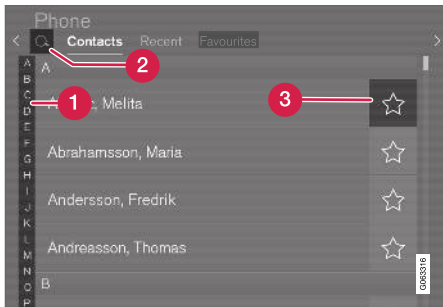 Phone
Contacts Recent Favourites
2
A
A
B
C
D
E
F
G
H
I
J
K
L
M
N
O
P
1
Melita
3
Abrahamsson, Maria
Andersson, Fredrik
Andreasson, Thomas
B
G063316